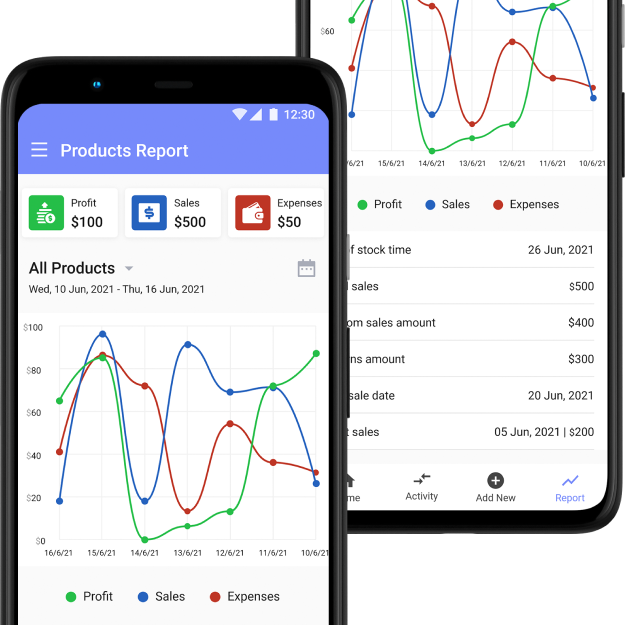 12:30
Products Report
Profit
$100
Sales
$500
Expenses
$50
All Products
Wed, 10 Jun, 2021 - Thu, 16 Jun, 2021
$100
$80
$60
$40
$20
$0
16/6/21 15/6/21 14/6/21 13/6/21 12/6/21 11/6/21 10/6/21
Profit Sales Expenses
$60
/6/21 15/6/21 14/6/21 13/6/21 12/6/21 11/6/21 10/6/21
Profit Sales Expenses
f stock time 26 Jun, 2021
sales $500
om sales amount $400
ns amount $300
sale date 20 Jun, 2021
t sales 05 Jun, 2021 | $200
me Activity Add New Report